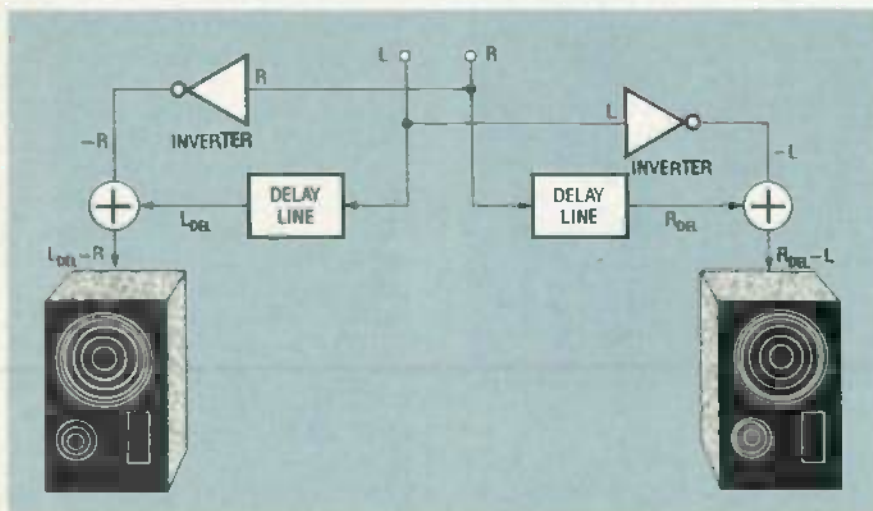 L R
R
L
INVERTER
-R
INVERTER
-L
DELAY
LINE
L_DEL
DELAY
LINE
R_DEL
L_DEL-R
R_DEL-L